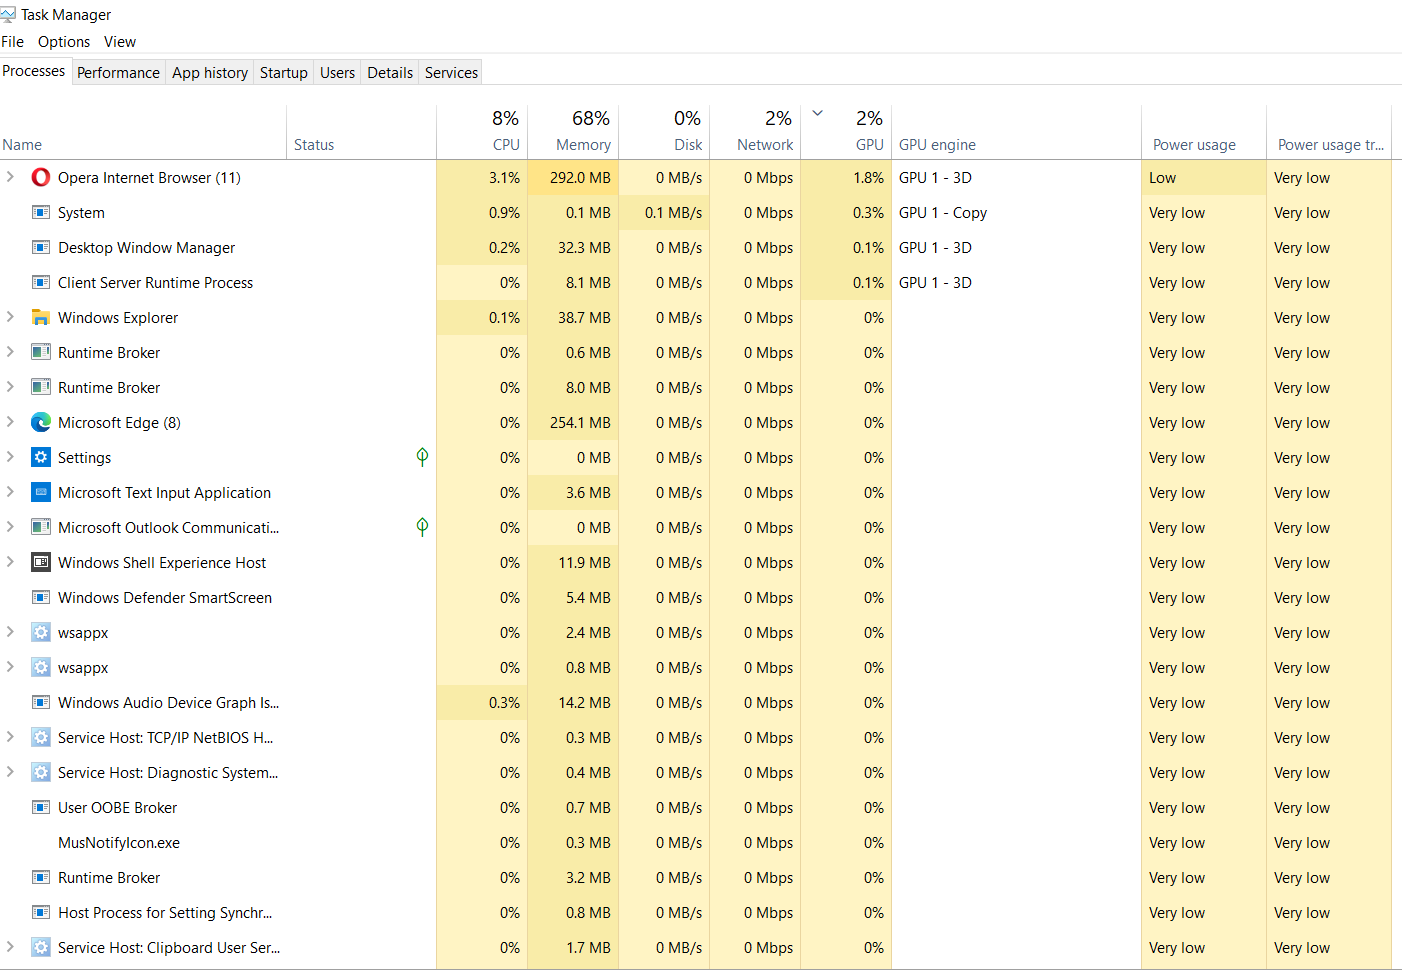 Task Manager
File Options View
Processes Performance App history Startup Users Details Services
8% 68% 0% 2% 2%
Name Status CPU Memory Disk Network GPU GPU engine Power usage Power usage tr...
Opera Internet Browser (11) 3.1% 292.0 MB 0 MB/s 0 Mbps 1.8% GPU 1 - 3D Low Very low
System 0.9% 0.1 MB 0.1 MB/s 0 Mbps 0.3% GPU 1 - Copy Very low Very low
Desktop Window Manager 0.2% 32.3 MB 0 MB/s 0 Mbps 0.1% GPU 1 - 3D Very low Very low
Client Server Runtime Process 0% 8.1 MB 0 MB/s 0 Mbps 0.1% GPU 1 - 3D Very low Very low
Windows Explorer 0.1% 38.7 MB 0 MB/s 0 Mbps 0% Very low Very low
Runtime Broker 0% 0.6 MB 0 MB/s 0 Mbps 0% Very low Very low
Runtime Broker 0% 8.0 MB 0 MB/s 0 Mbps 0% Very low Very low
Microsoft Edge (8) 0% 254.1 MB 0 MB/s 0 Mbps 0% Very low Very low
Settings 0% 0 MB 0 MB/s 0 Mbps 0% Very low Very low
Microsoft Text Input Application 0% 3.6 MB 0 MB/s 0 Mbps 0% Very low Very low
Microsoft Outlook Communicati... 0% 0 MB 0 MB/s 0 Mbps 0% Very low Very low
Windows Shell Experience Host 0% 11.9 MB 0 MB/s 0 Mbps 0% Very low Very low
Windows Defender SmartScreen 0% 5.4 MB 0 MB/s 0 Mbps 0% Very low Very low
wsappx 0% 2.4 MB 0 MB/s 0 Mbps 0% Very low Very low
wsappx 0% 0.8 MB 0 MB/s 0 Mbps 0% Very low Very low
Windows Audio Device Graph Is... 0.3% 14.2 MB 0 MB/s 0 Mbps 0% Very low Very low
Service Host: TCP/IP NetBIOS H... 0% 0.3 MB 0 MB/s 0 Mbps 0% Very low Very low
Service Host: Diagnostic System... 0% 0.4 MB 0 MB/s 0 Mbps 0% Very low Very low
User OOBE Broker 0% 0.7 MB 0 MB/s 0 Mbps 0% Very low Very low
MusNotifyIcon.exe 0% 0.3 MB 0 MB/s 0 Mbps 0% Very low Very low
Runtime Broker 0% 3.2 MB 0 MB/s 0 Mbps 0% Very low Very low
Host Process for Setting Synchr... 0% 0.8 MB 0 MB/s 0 Mbps 0% Very low Very low
Service Host: Clipboard User Ser... 0% 1.7 MB 0 MB/s 0 Mbps 0% Very low Very low